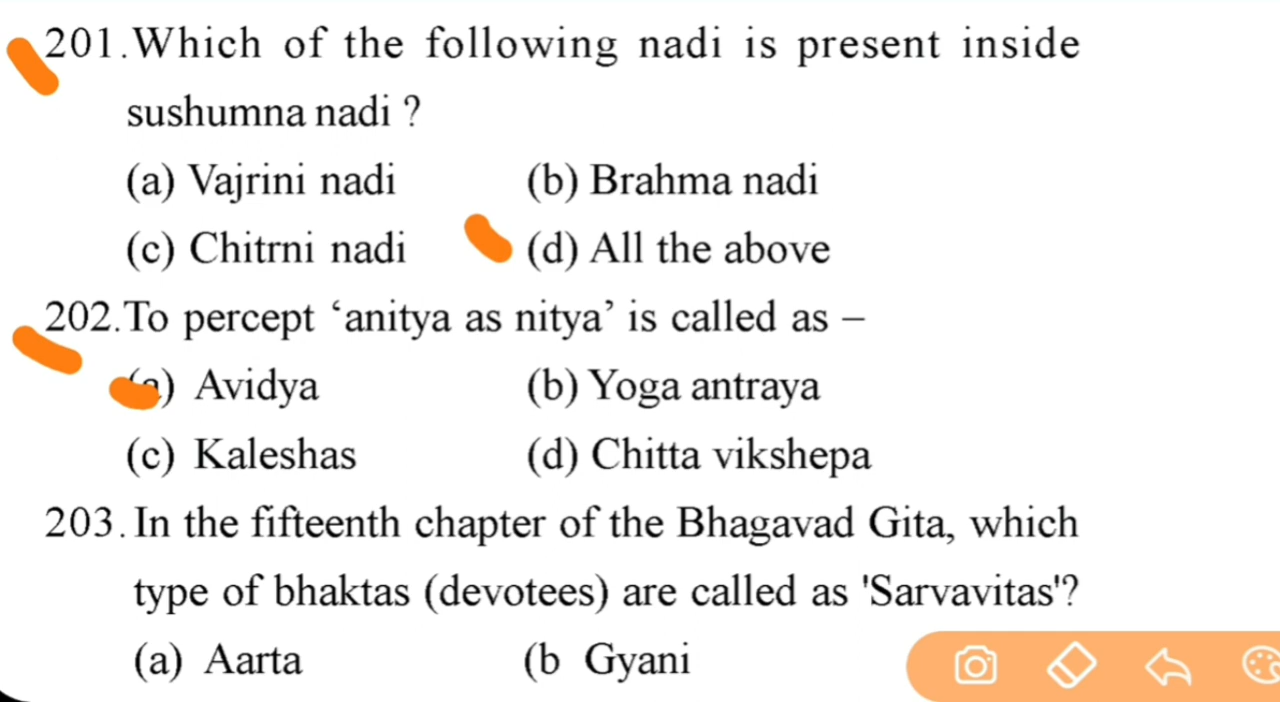 201.Which of the following nadi is present inside
sushumna nadi ?
(a) Vajrini nadi (b) Brahma nadi
(c) Chitrni nadi (d) All the above
202.To percept ‘anitya as nitya’ is called as –
(a) Avidya (b) Yoga antraya
(c) Kaleshas (d) Chitta vikshepa
203. In the fifteenth chapter of the Bhagavad Gita, which
type of bhaktas (devotees) are called as 'Sarvavitas'?
(a) Aarta (b Gyani